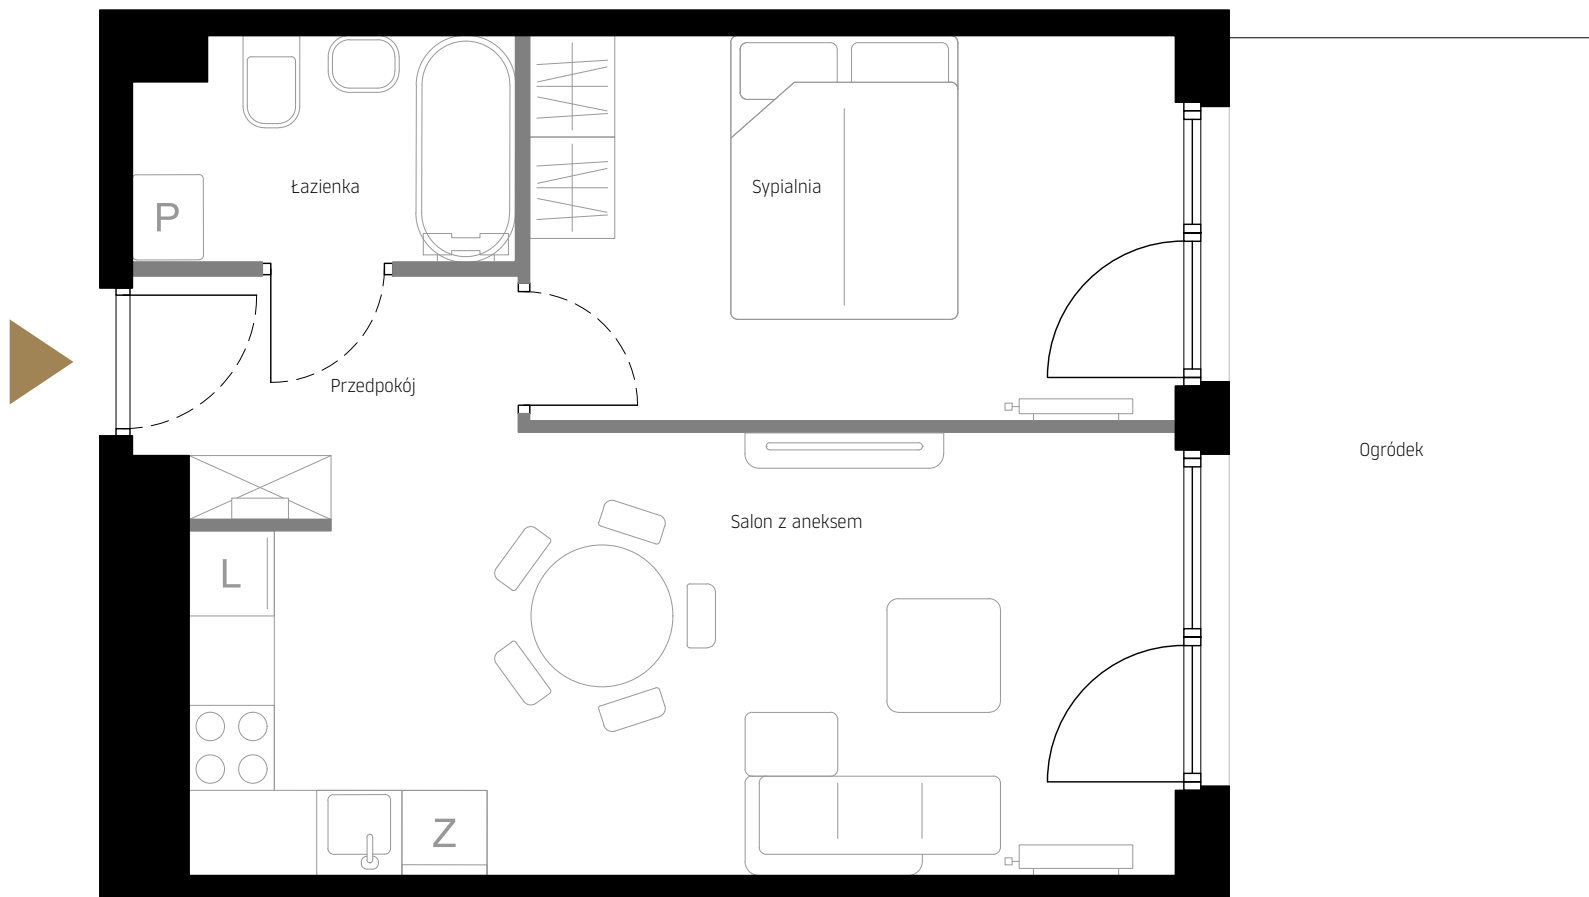 Łazienka
Sypialnia
P
Przedpokój
Ogródek
Salon z aneksem
L
Z